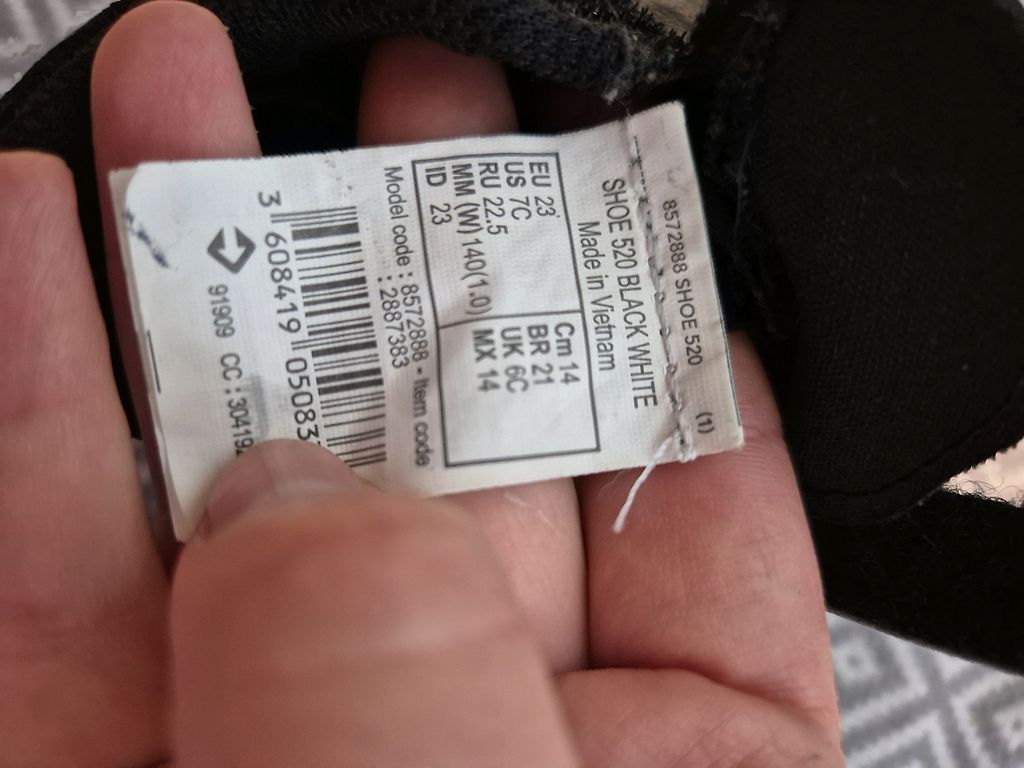 8572888 SHOE 520 (1)
SHOE 520 BLACK WHITE
Made in Vietnam
EU 23 Cm 14
US 7C BR 21
RU 22.5 UK 6C
MM (W) 140(1.0) MX 14
ID 23
Model code : 8572888 - Item code
: 2887383
3 608419 05083
91909 CC : 30419